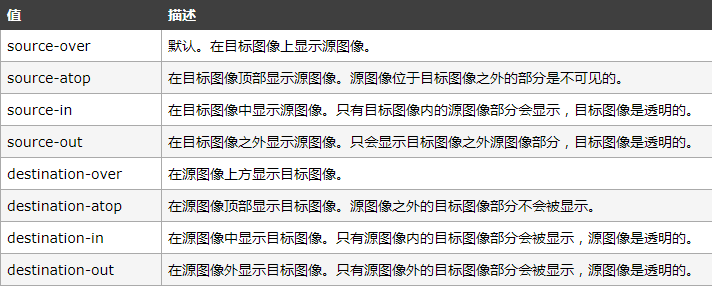 值 描述
source-over 默认。在目标图像上显示源图像。
source-atop 在目标图像顶部显示源图像。源图像位于目标图像之外的部分是不可见的。
source-in 在目标图像中显示源图像。只有目标图像内的源图像部分会显示，目标图像是透明的。
source-out 在目标图像之外显示源图像。只会显示目标图像之外源图像部分，目标图像是透明的。
destination-over 在源图像上方显示目标图像。
destination-atop 在源图像顶部显示目标图像。源图像之外的目标图像部分不会被显示。
destination-in 在源图像中显示目标图像。只有源图像内的目标图像部分会被显示，源图像是透明的。
destination-out 在源图像外显示目标图像。只有源图像外的目标图像部分会被显示，源图像是透明的。